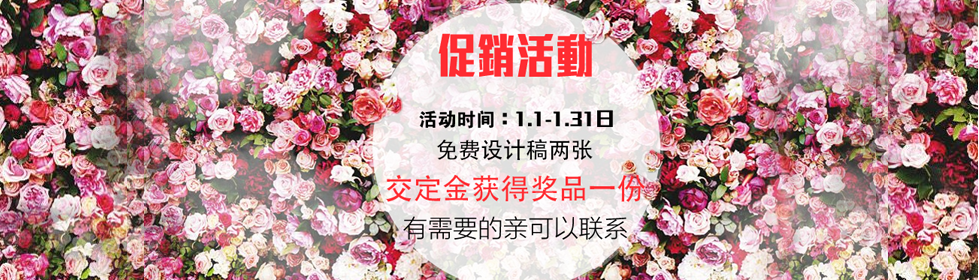 促銷活動
活动时间：1.1-1.31日
免费设计稿两张
交定金获得奖品一份
有需要的亲可以联系